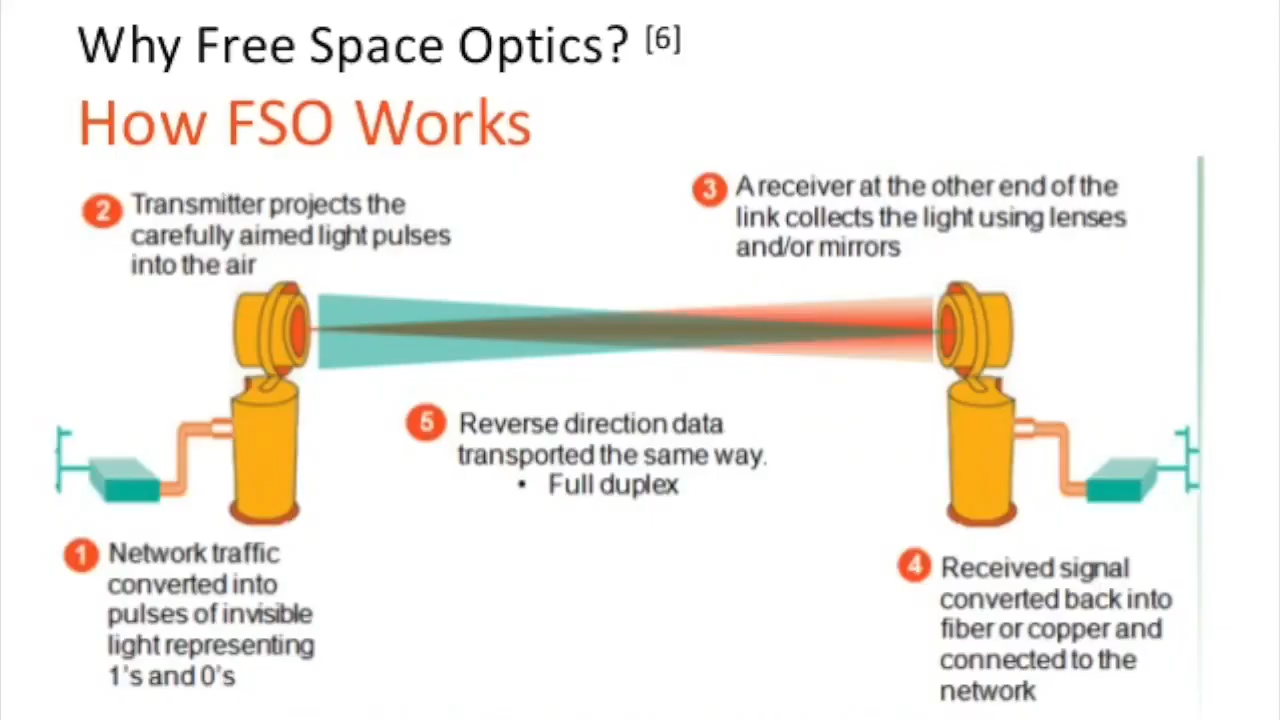 Why Free Space Optics? [6]
How FSO Works
2 Transmitter projects the
carefully aimed light pulses
into the air
3 A receiver at the other end of the
link collects the light using lenses
and/or mirrors
5 Reverse direction data
transported the same way.
• Full duplex
1 Network traffic
converted into
pulses of invisible
light representing
1's and 0's
4 Received signal
converted back into
fiber or copper and
connected to the
network